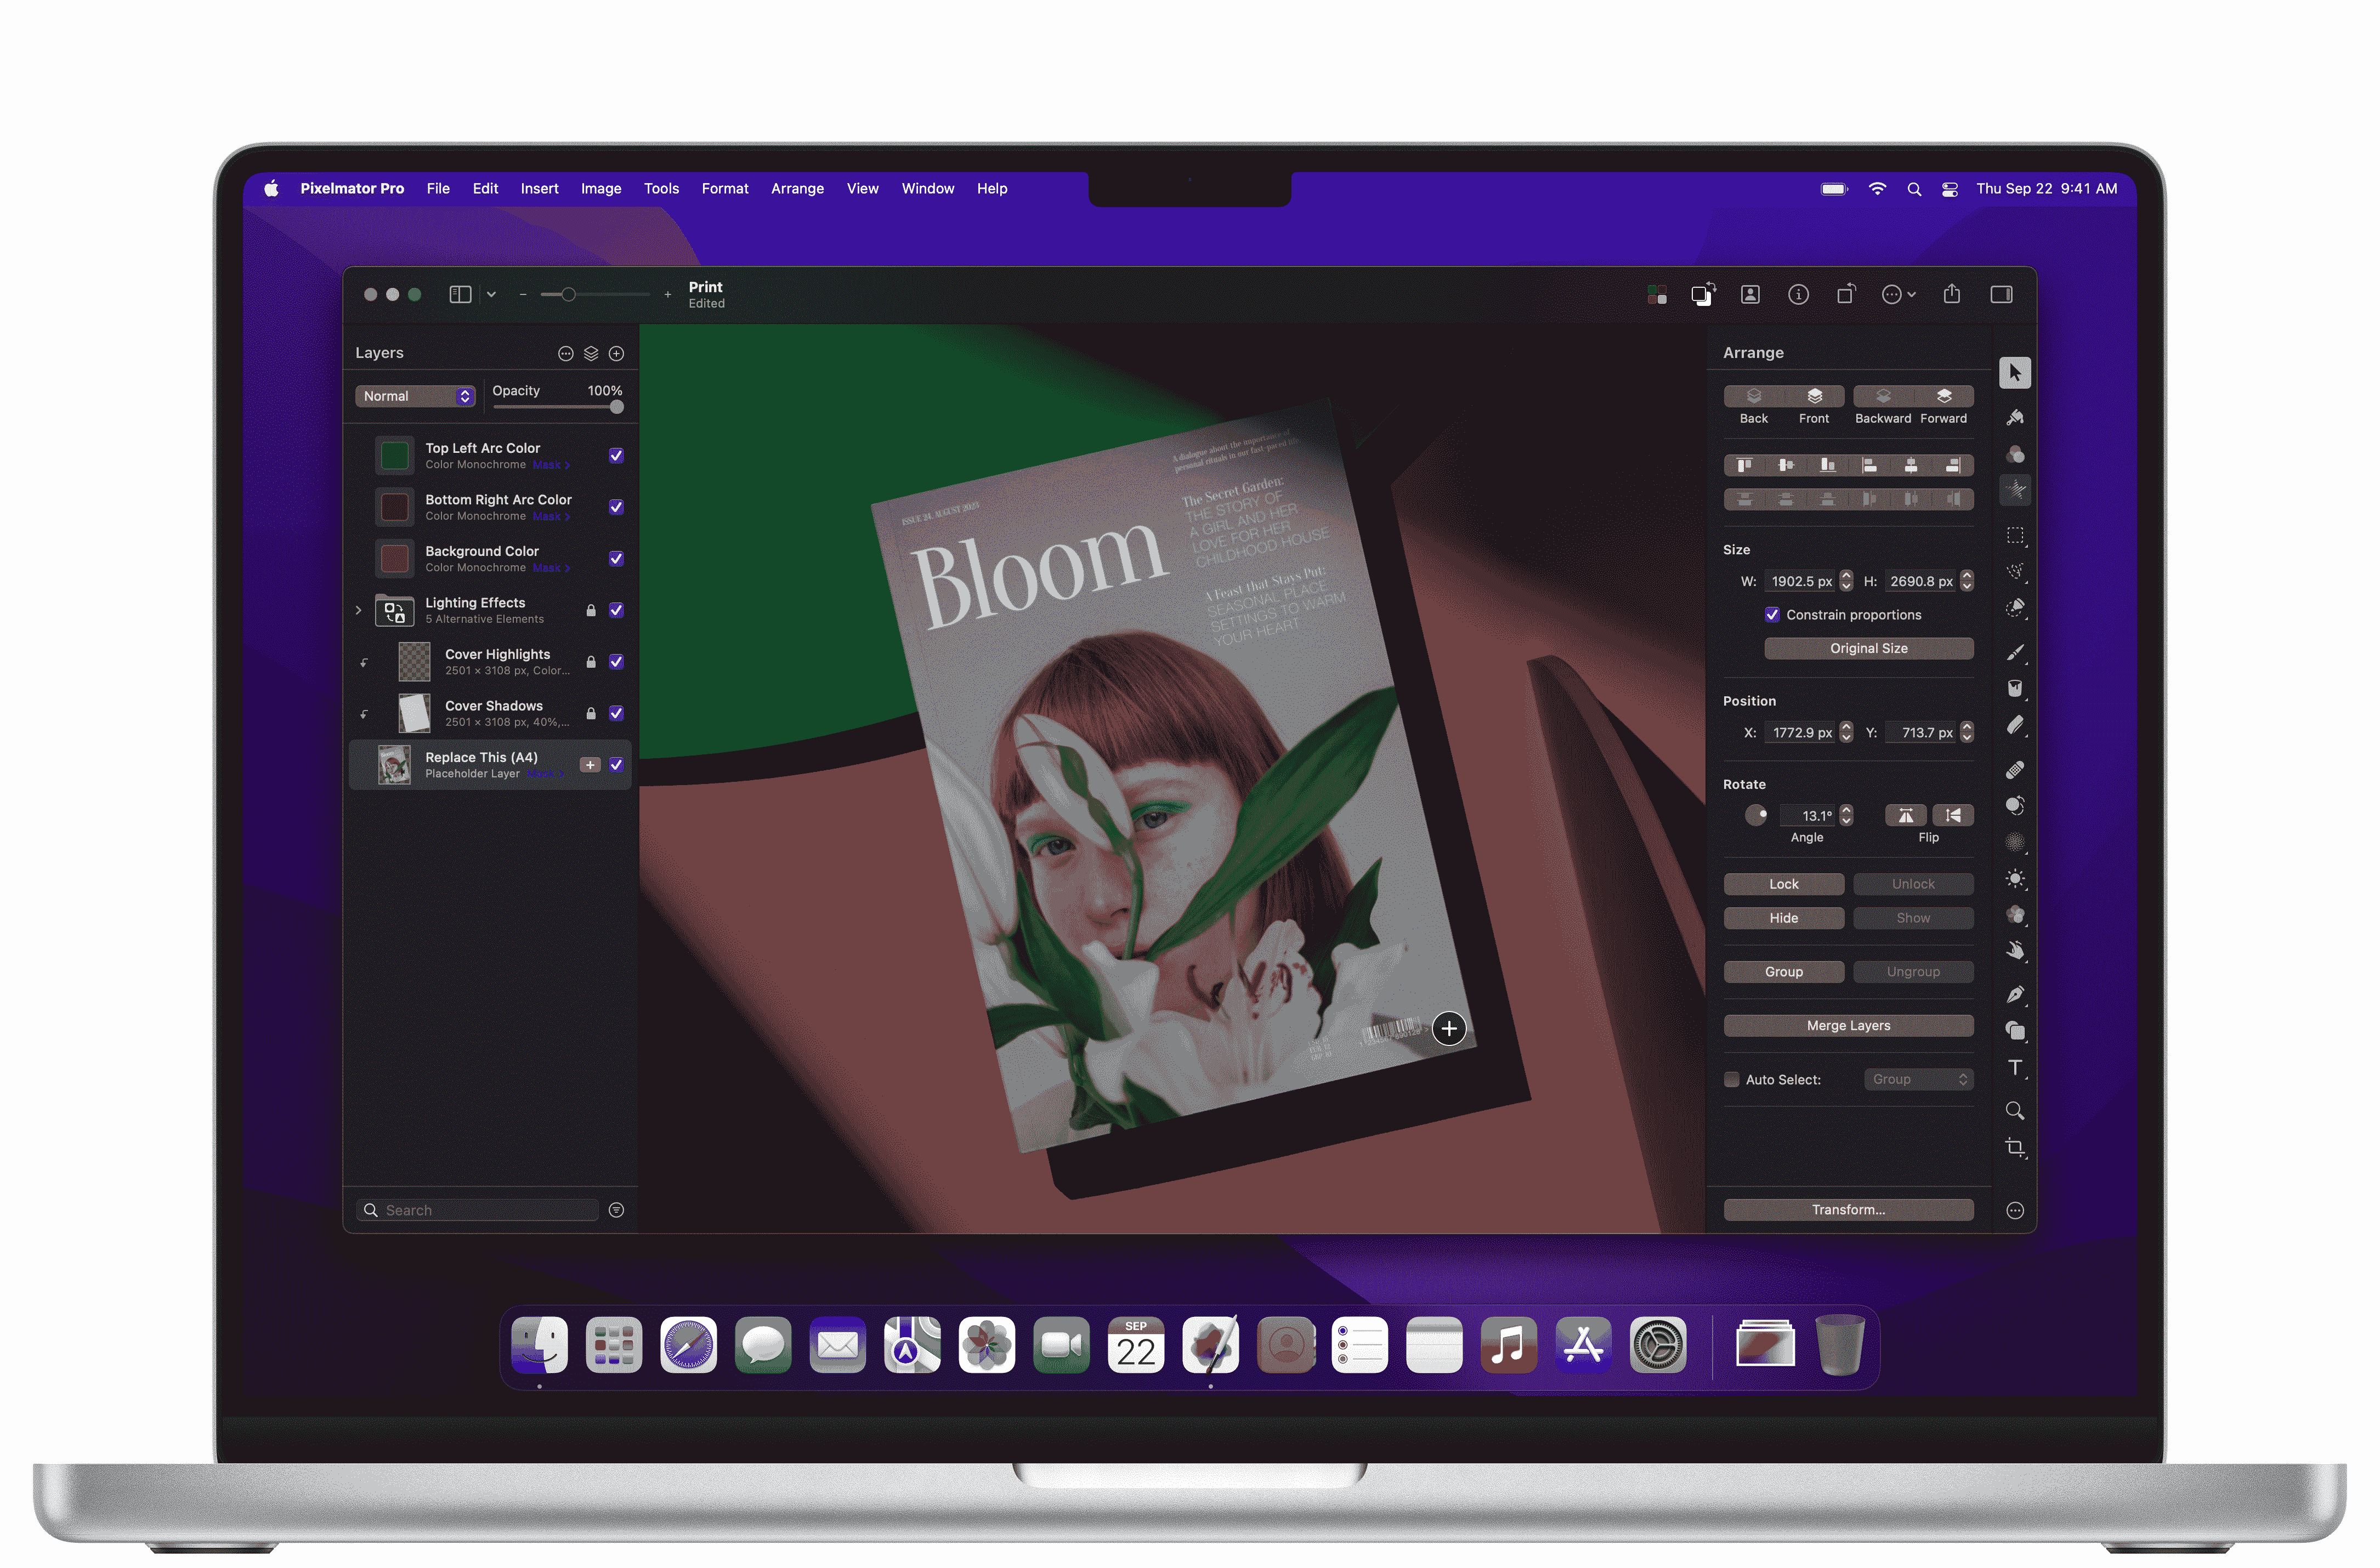 Pixelmator Pro File Edit Insert Image Tools Format Arrange View Window Help
Thu Sep 22 9:41 AM
Print
Edited
Layers
Normal
Opacity 100%
Top Left Arc Color
Color Monochrome Mask >
Bottom Right Arc Color
Color Monochrome Mask >
Background Color
Color Monochrome Mask >
Lighting Effects
5 Alternative Elements
Cover Highlights
2501 × 3108 px, Color...
Cover Shadows
2501 × 3108 px, 40%,...
Replace This (A4)
Placeholder Layer Mask >
Search
A dialogue about the importance of
personal rituals in our fast-paced life
ISSUE 24, AUGUST
Bloom
The Secret Garden:
THE STORY OF
A GIRL AND HER
LOVE FOR HER
CHILDHOOD HOUSE
A Feast that Stays Put:
SEASONAL PLACE
SETTINGS TO WARM
YOUR HEART
Arrange
Back Front Backward Forward
Size
W: 1902.5 px H: 2690.8 px
Constrain proportions
Original Size
Position
X: 1772.9 px Y: 713.7 px
Rotate
13.1°
Angle Flip
Lock Unlock
Hide Show
Group Ungroup
Merge Layers
Auto Select: Group
Transform...
SEP
22